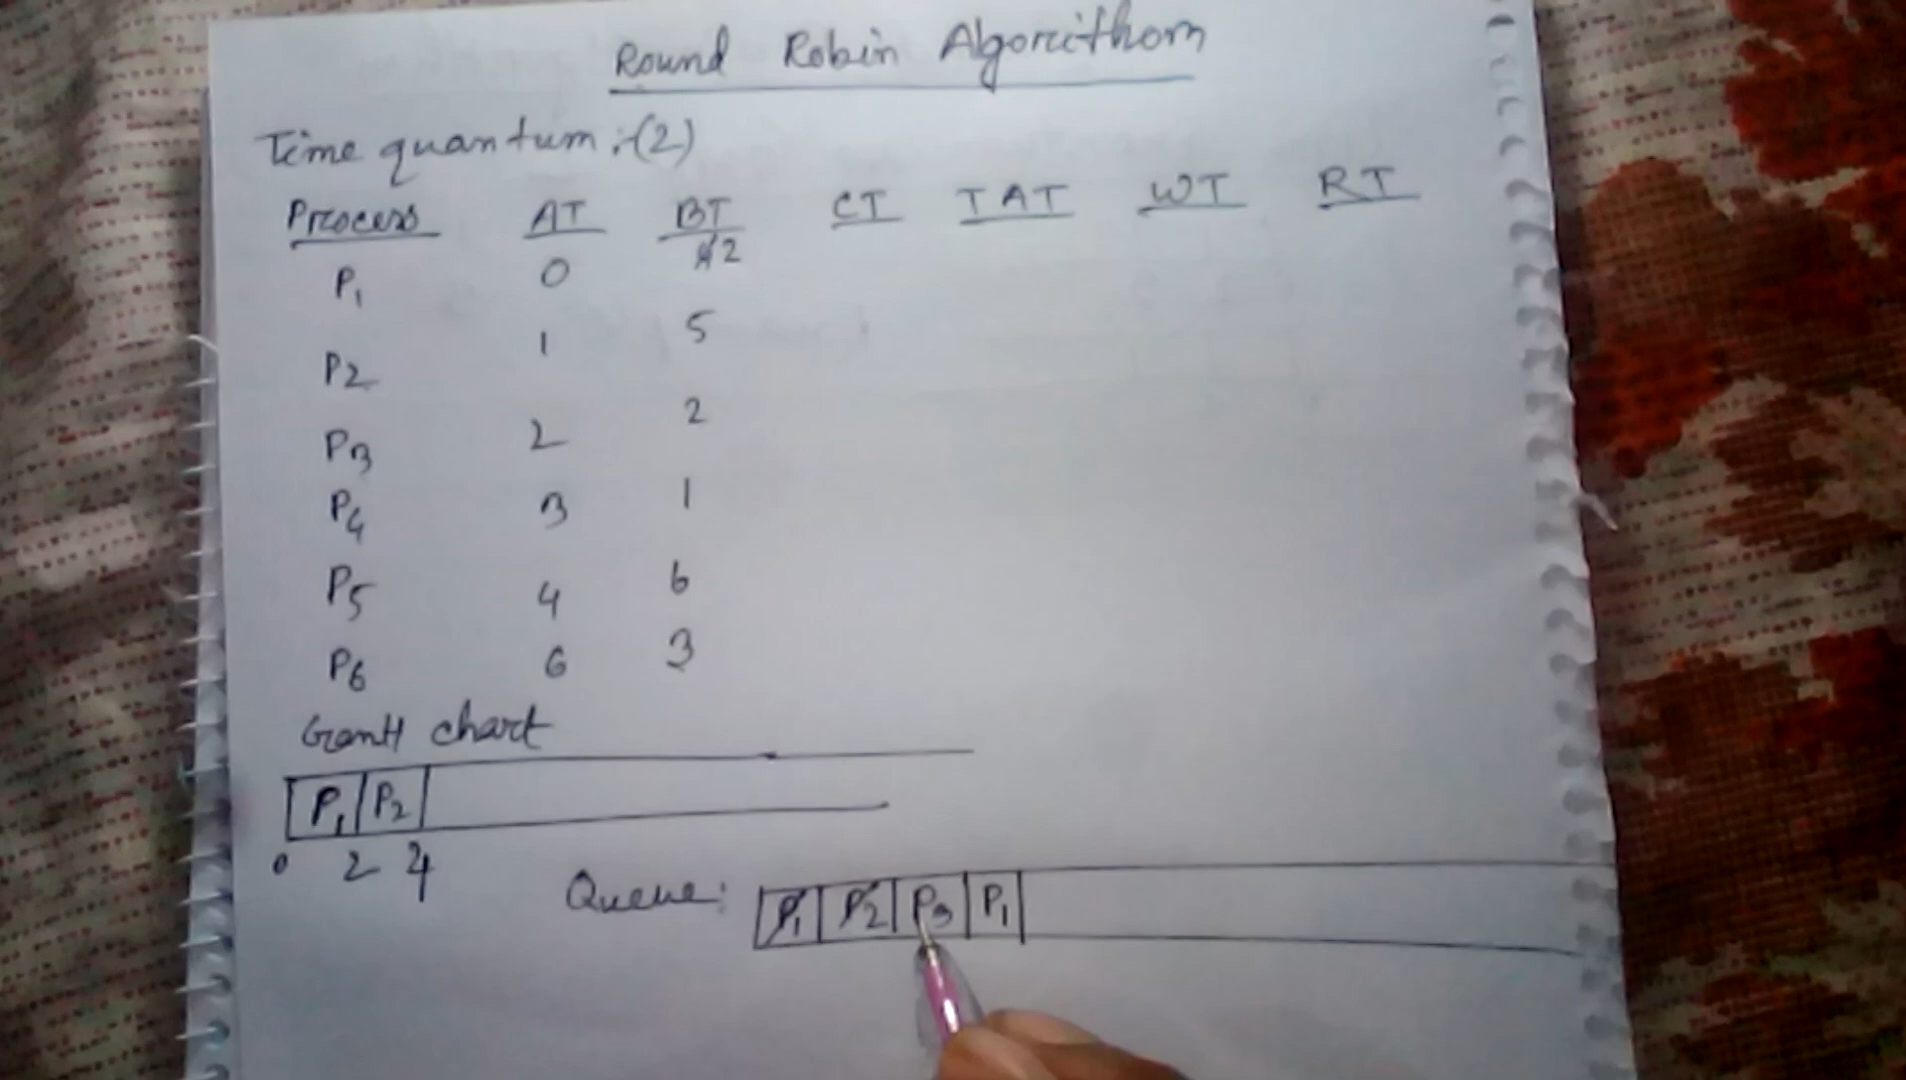 Round Robin Algorithom
Time quantum :-(2)
Process AT BT CT TAT WT RT
P1 0 4 2
P2 1 5
P3 2 2
P4 3 1
P5 4 6
P6 6 3
Gantt chart
P1 P2
0 2 4
Queue: P1 P2 P3 P1